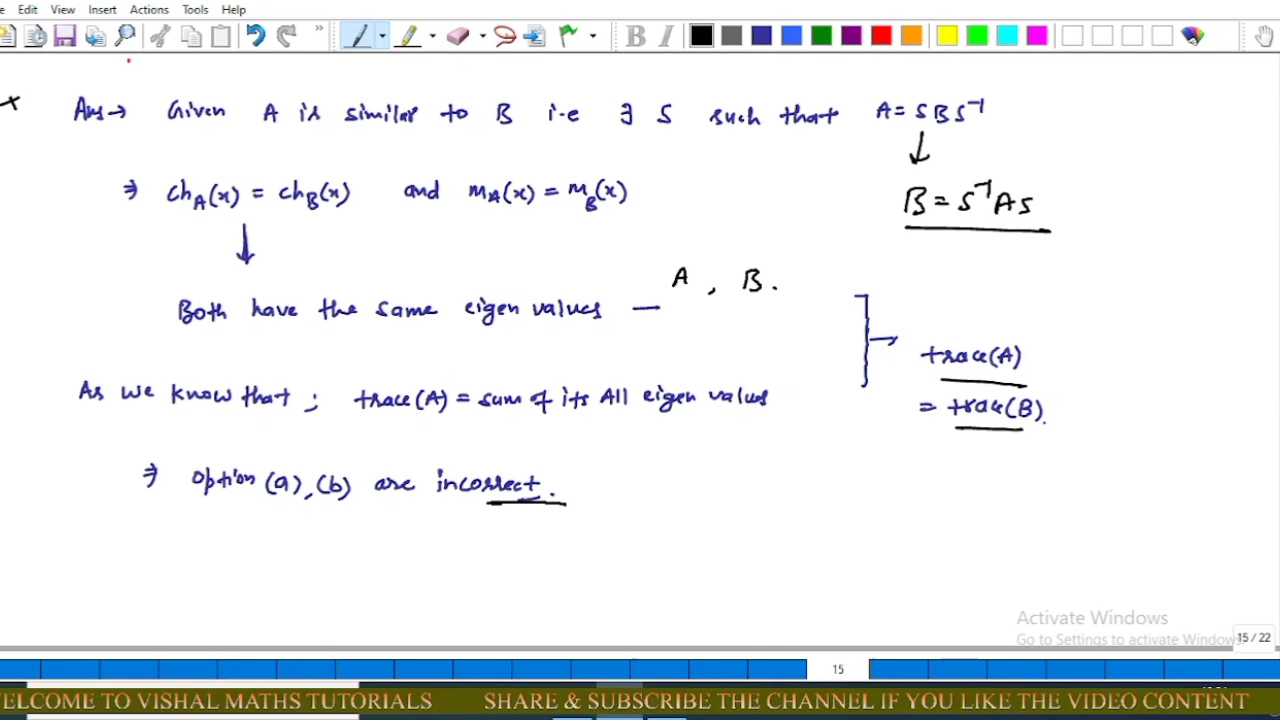 Edit View Insert Actions Tools Help
Ans→ Given A is similar to B i.e ∃ S such that A = S B S⁻¹
⇒ ch_A(x) = ch_B(x) and m_A(x) = m_B(x)
B = S⁻¹ A S
Both have the same eigen values — A , B.
As we know that ; trace(A) = sum of its All eigen values
trace(A)
= trace(B).
⇒ option (a), (b) are incorrect.
Activate Windows
Go to Settings to activate Windows.
15 / 22
15
ELCOME TO VISHAL MATHS TUTORIALS SHARE & SUBSCRIBE THE CHANNEL IF YOU LIKE THE VIDEO CONTENT